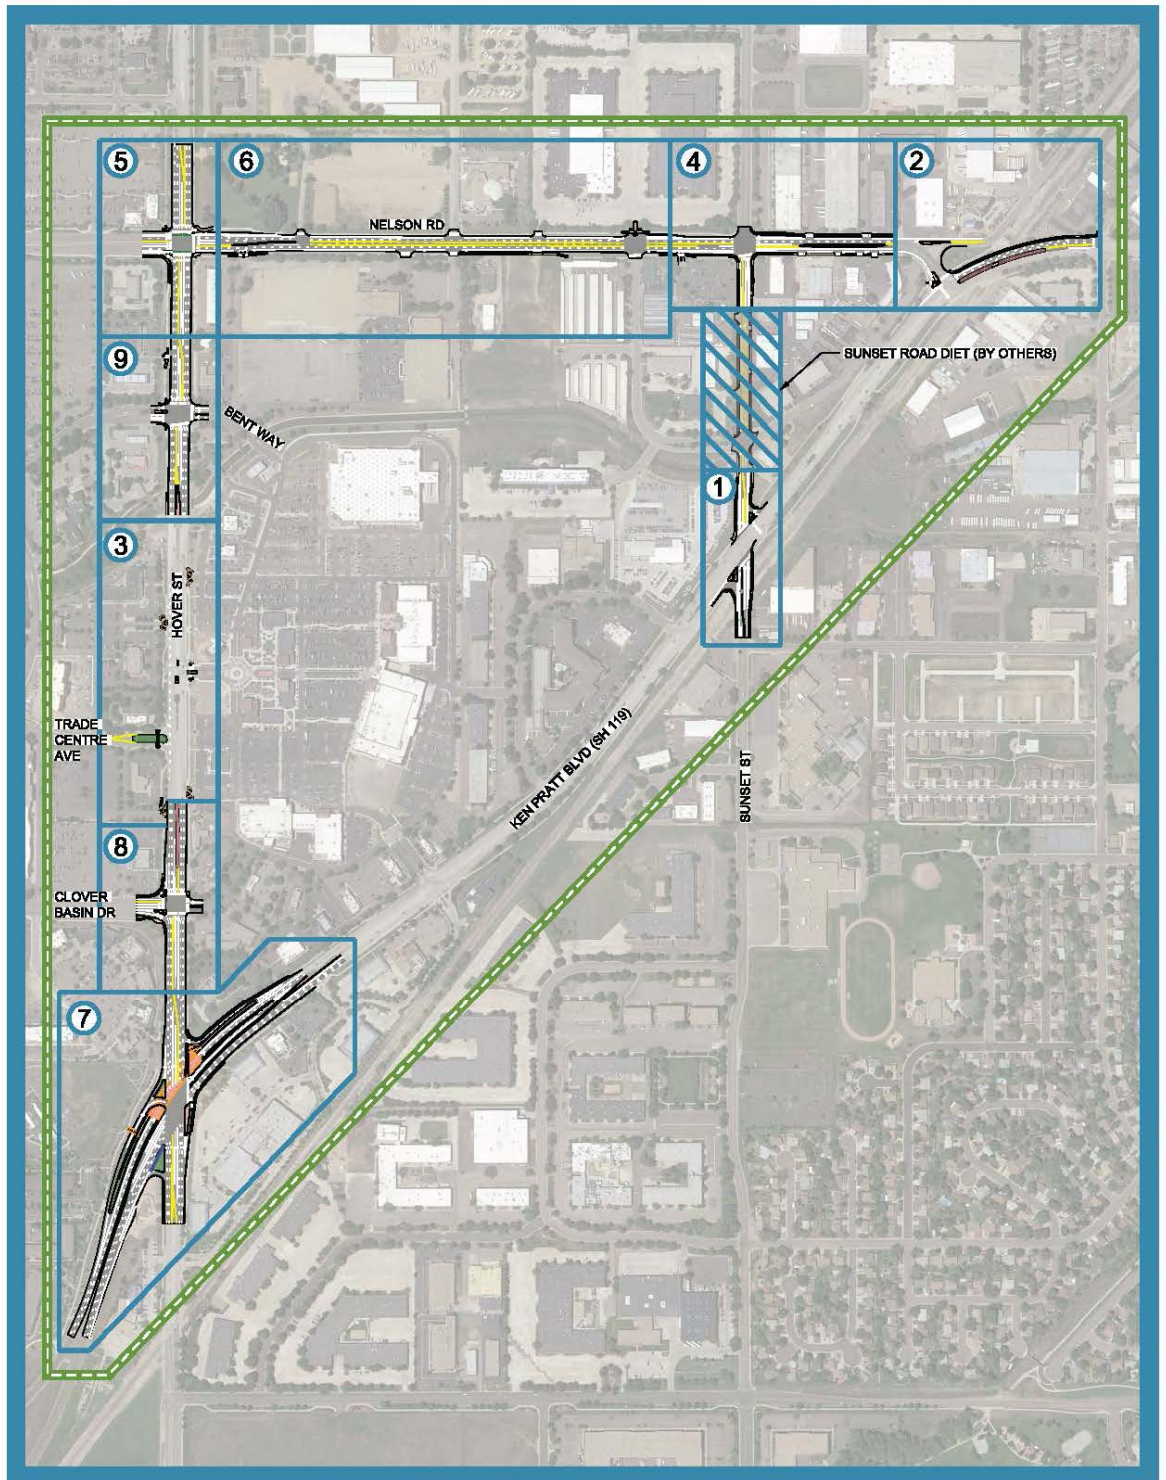 5
6
4
2
NELSON RD
9
SUNSET ROAD DIET (BY OTHERS)
BENT WAY
1
3
HOVER ST
TRADE
CENTRE
AVE
KEN PRATT BLVD (SH 119)
SUNSET ST
8
CLOVER
BASIN DR
7